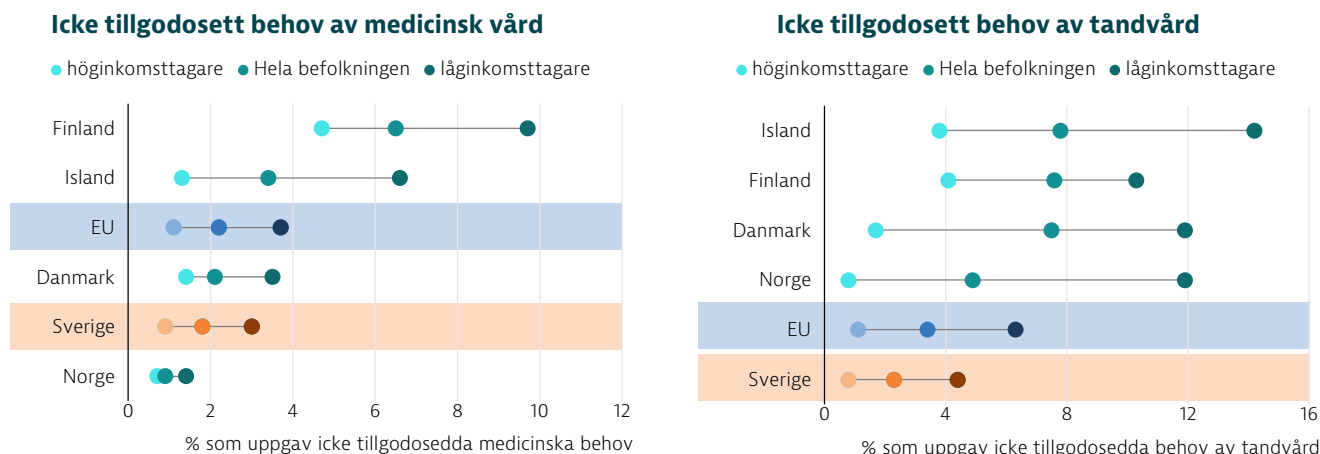 Icke tillgodosett behov av medicinsk vård
höginkomsttagare Hela befolkningen låginkomsttagare
Finland
Island
EU
Danmark
Sverige
Norge
0 2 4 6 8 10 12
% som uppgav icke tillgodosedda medicinska behov
Icke tillgodosett behov av tandvård
höginkomsttagare Hela befolkningen låginkomsttagare
Island
Finland
Danmark
Norge
EU
Sverige
0 4 8 12 16
% som uppgav icke tillgodosedda behov av tandvård